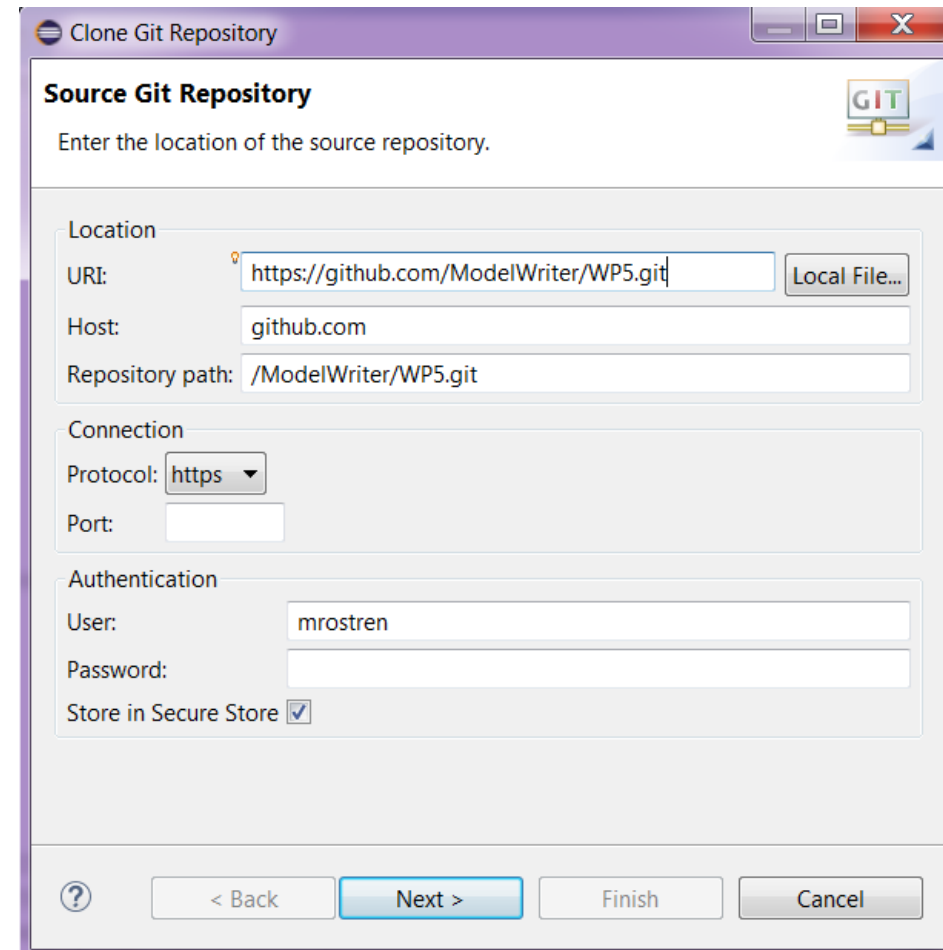 Clone Git Repository
X
Source Git Repository
GIT
Enter the location of the source repository.
Location
URI: https://github.com/ModelWriter/WP5.git Local File...
Host: github.com
Repository path: /ModelWriter/WP5.git
Connection
Protocol: https
Port:
Authentication
User: mrostren
Password:
Store in Secure Store
? < Back Next > Finish Cancel